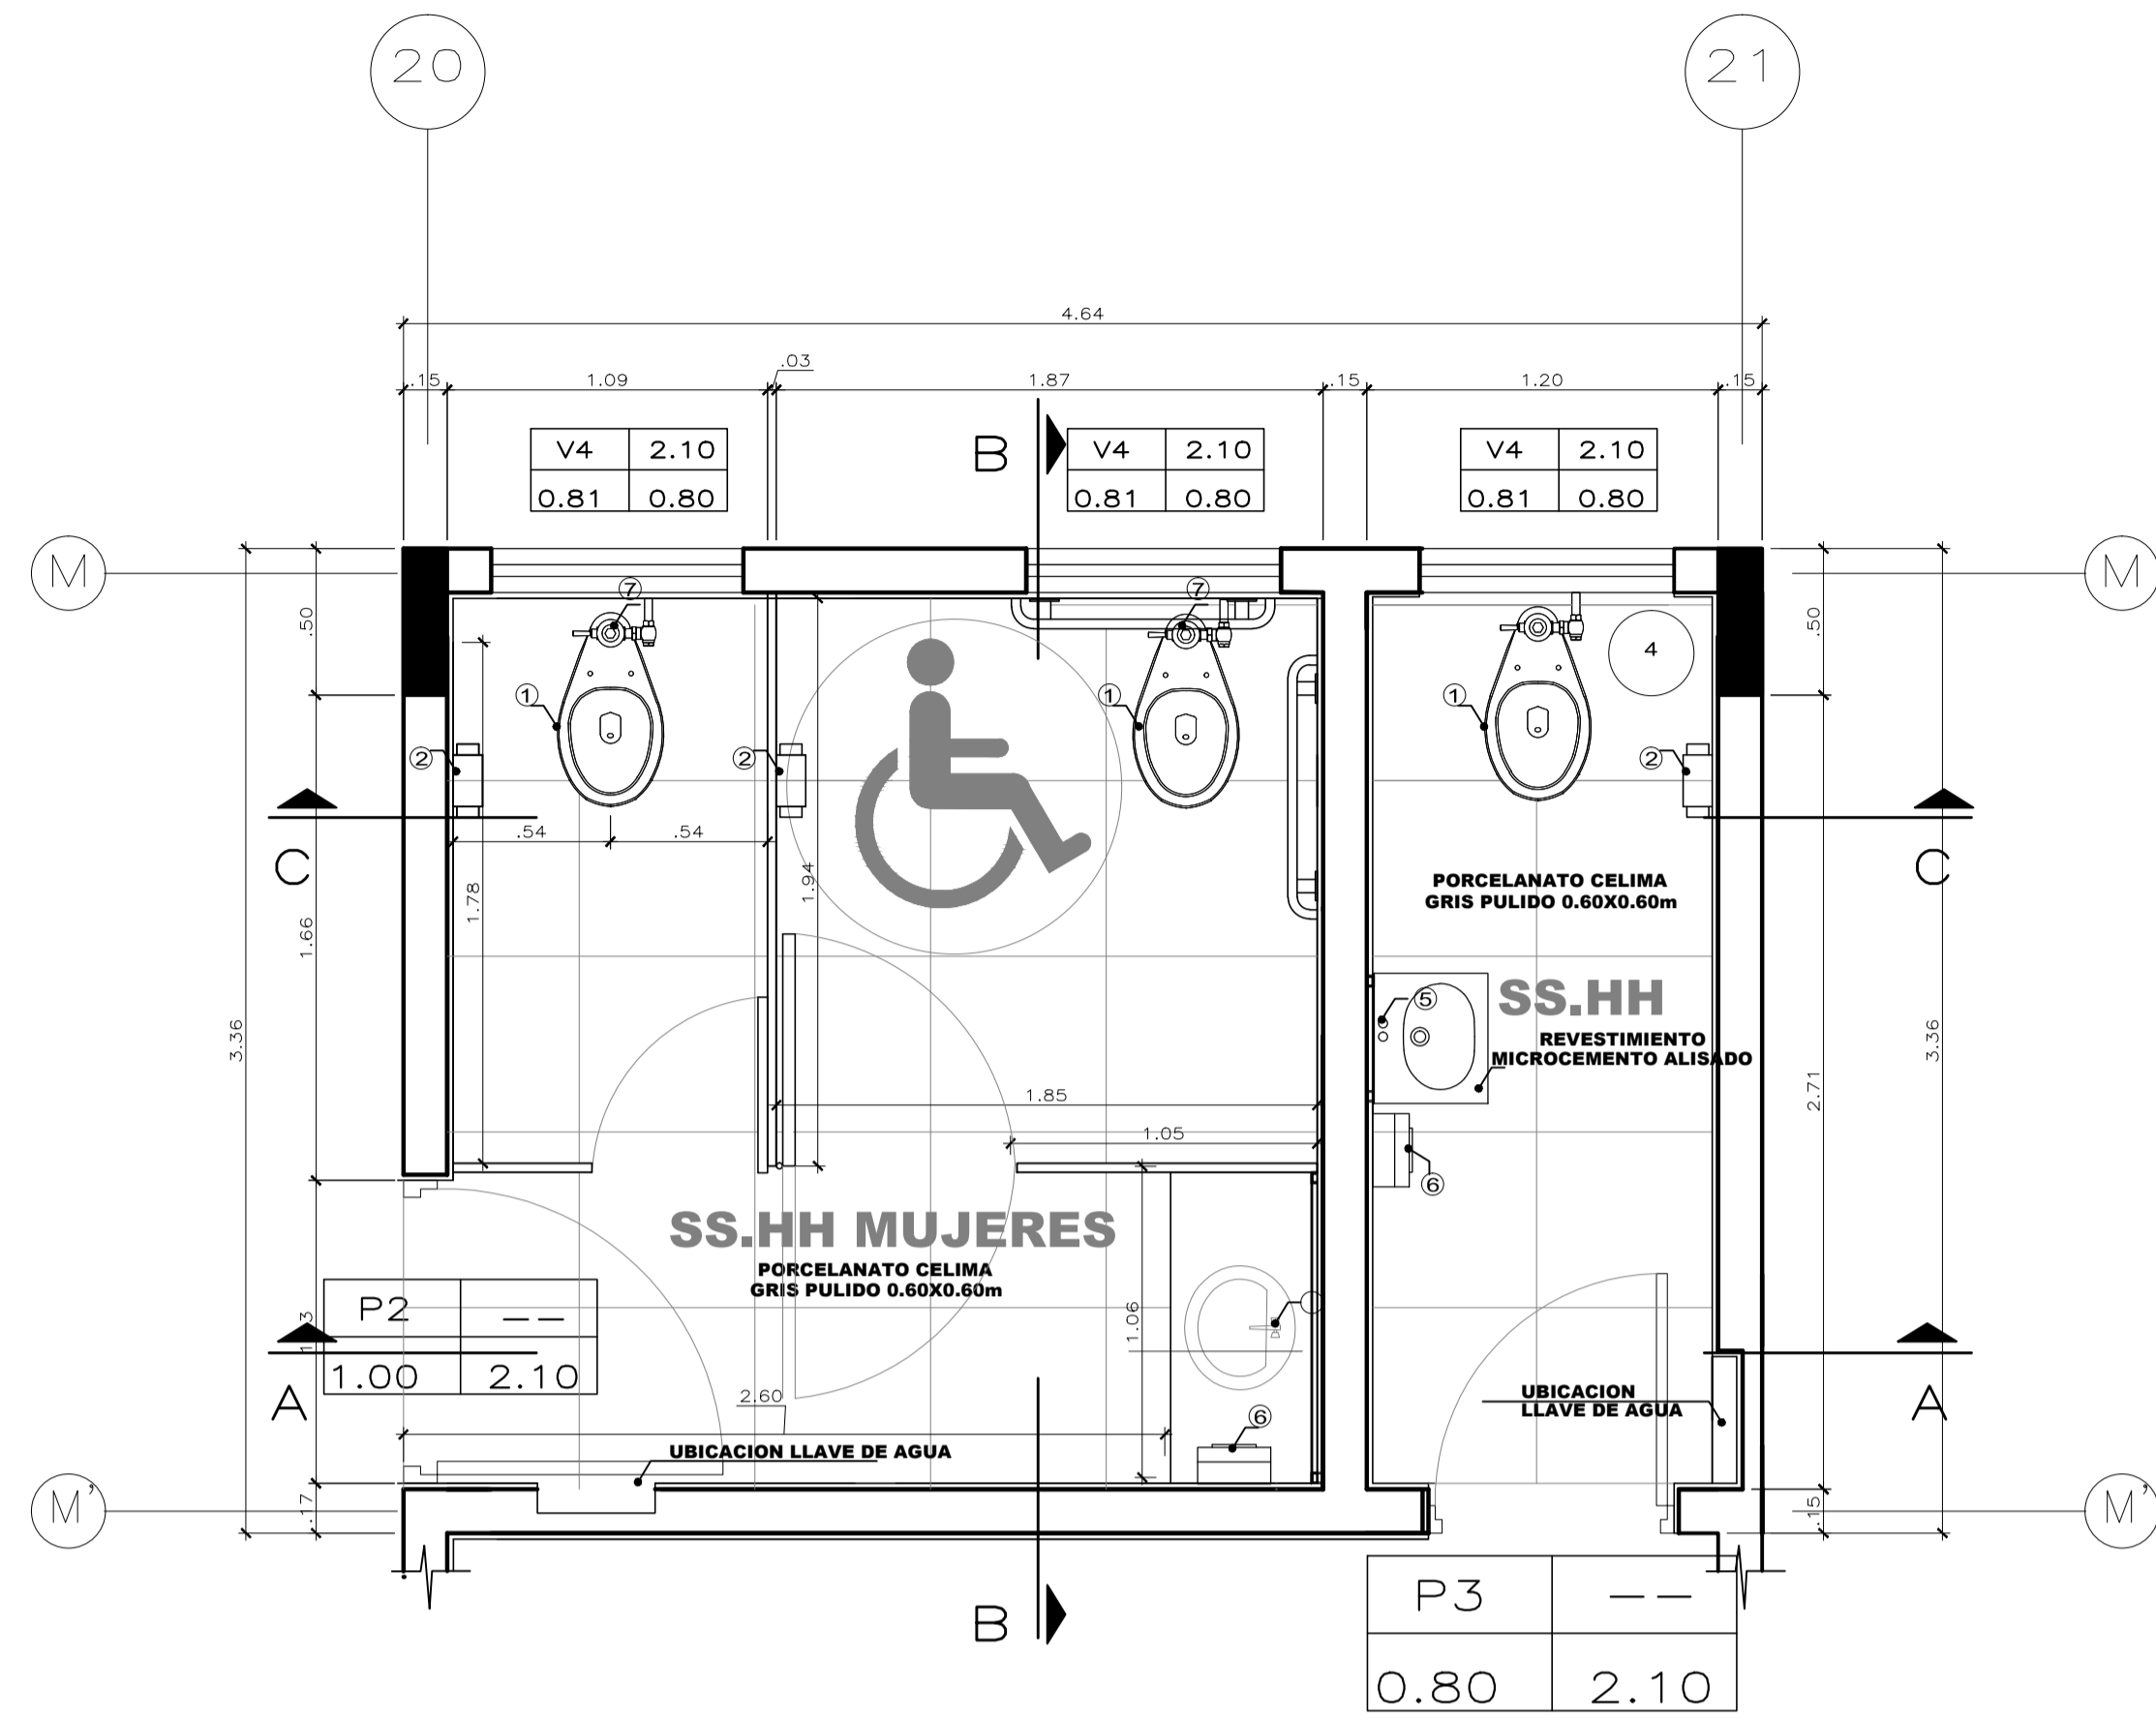 20
21
4.64
.03
.15
1.09
1.87
.15
1.20
.15
V4 2.10
0.81 0.80
B
V4 2.10
0.81 0.80
V4 2.10
0.81 0.80
M
M
.50
.50
7
7
4
1
1
1
2
2
2
.54
.54
C
C
1.78
1.94
1.66
PORCELANATO CELIMA
GRIS PULIDO 0.60X0.60m
SS.HH
5
REVESTIMIENTO
MICROCEMENTO ALISADO
3.36
3.36
2.71
1.85
1.05
6
SS.HH MUJERES
PORCELANATO CELIMA
GRIS PULIDO 0.60X0.60m
P2 --
1.00 2.10
1.06
A
A
2.60
UBICACION
LLAVE DE AGUA
6
UBICACION LLAVE DE AGUA
M'
M'
.17
.15
B
P3 --
0.80 2.10